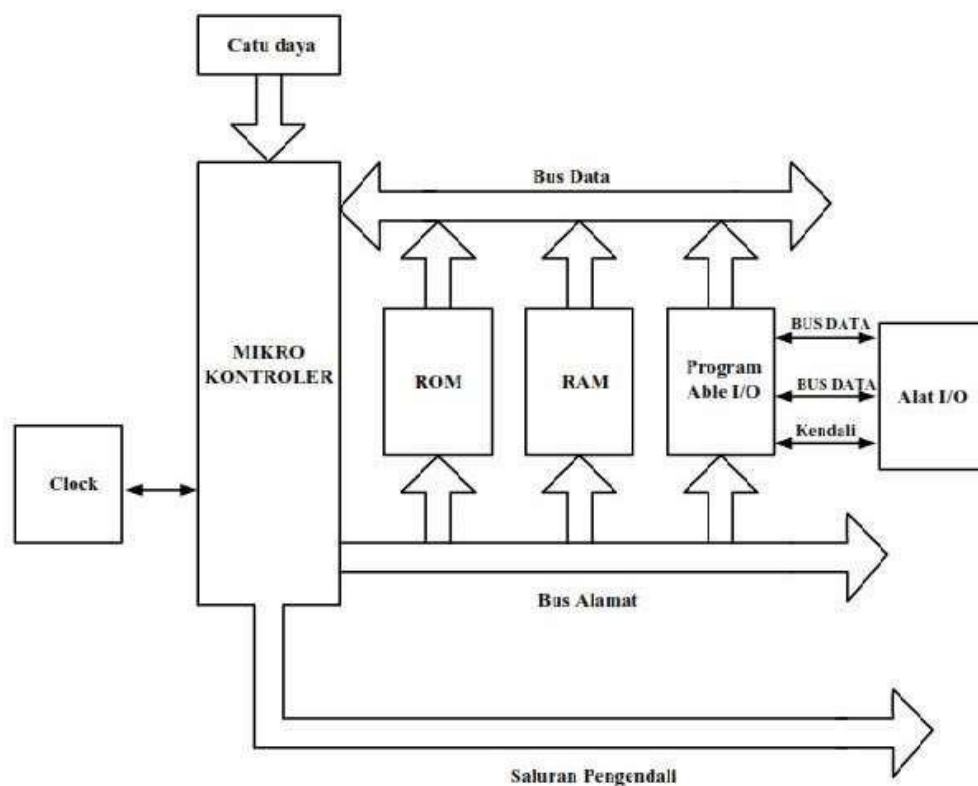 Catu daya
Bus Data
MIKRO
KONTROLER
ROM
RAM
Program
Able I/O
BUS DATA
BUS DATA
Kendali
Alat I/O
Clock
Bus Alamat
Saluran Pengendali